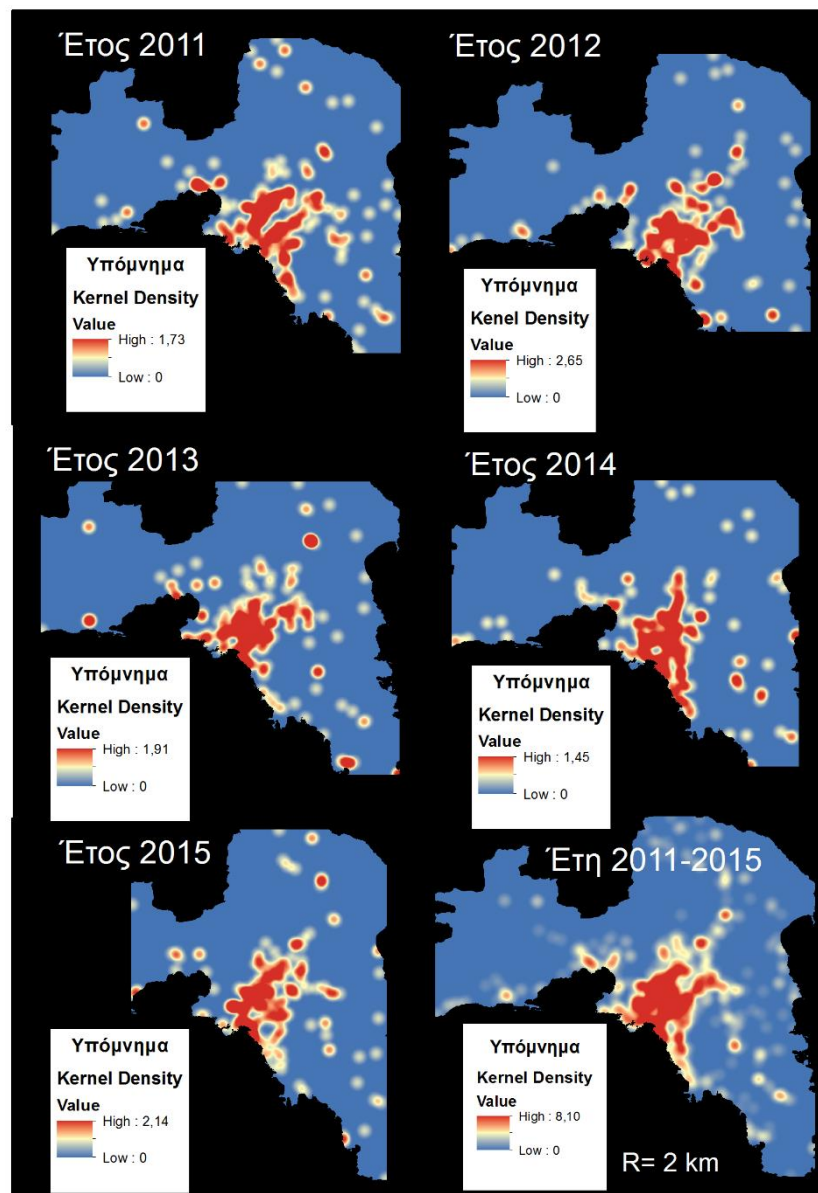 Έτος 2011
Υπόμνημα
Kernel Density
Value
High : 1,73
Low : 0
Έτος 2012
Υπόμνημα
Kenel Density
Value
High : 2,65
Low : 0
Έτος 2013
Υπόμνημα
Kernel Density
Value
High : 1,91
Low : 0
Έτος 2014
Υπόμνημα
Kernel Density
Value
High : 1,45
Low : 0
Έτος 2015
Υπόμνημα
Kernel Density
Value
High : 2,14
Low : 0
Έτη 2011-2015
Υπόμνημα
Kernel Density
Value
High : 8,10
Low : 0
R= 2 km